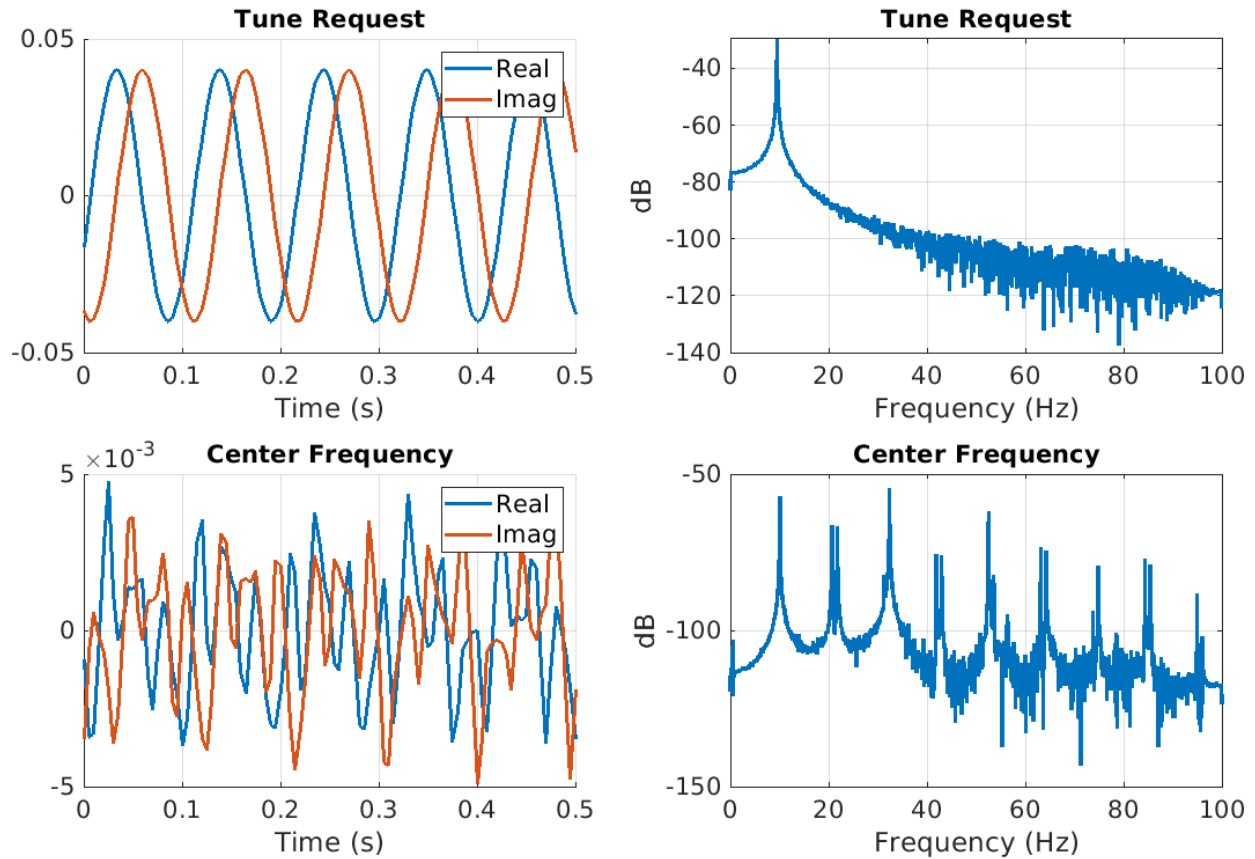 Tune Request
0.05
0
-0.05
0 0.1 0.2 0.3 0.4 0.5
Time (s)
Real
Imag
Tune Request
-40
-60
-80
-100
-120
-140
dB
0 20 40 60 80 100
Frequency (Hz)
Center Frequency
×10-3
5
0
-5
0 0.1 0.2 0.3 0.4 0.5
Time (s)
Real
Imag
Center Frequency
-50
-100
-150
dB
0 20 40 60 80 100
Frequency (Hz)